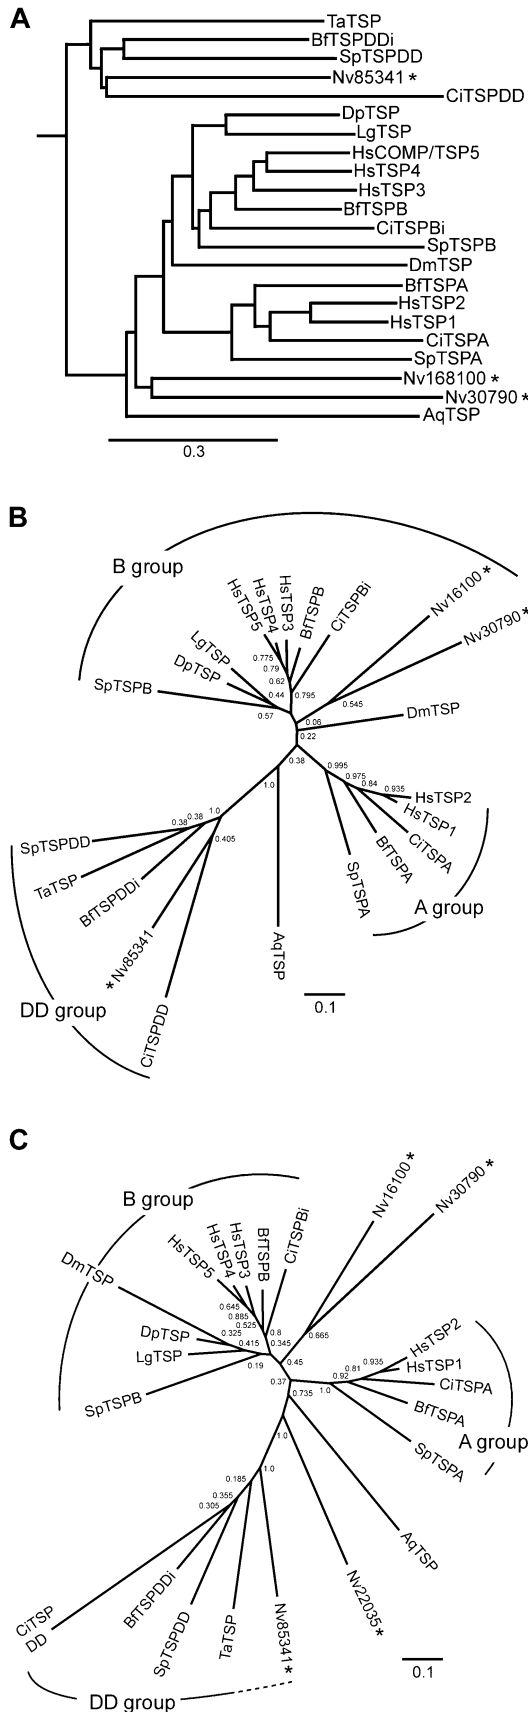 A
TaTSP
BfTSPDDi
SpTSPDD
Nv85341 *
CiTSPDD
DpTSP
LgTSP
HsCOMP/TSP5
HsTSP4
HsTSP3
BfTSPB
CiTSPBi
SpTSPB
DmTSP
BfTSPA
HsTSP2
HsTSP1
CiTSPA
SpTSPA
Nv168100 *
Nv30790 *
AqTSP
0.3
B
B group
HsTSP5
HsTSP4
HsTSP3
BfTSPB
CiTSPBi
Nv16100 *
Nv30790 *
LgTSP
DpTSP
SpTSPB
0.775
0.79
0.62
0.44
0.795
0.57
0.545
0.06
0.22
DmTSP
0.38
1.0
0.995
0.975
0.84
0.935
HsTSP2
HsTSP1
CiTSPA
BfTSPA
SpTSPA
A group
1.0
0.38
0.38
0.405
SpTSPDD
TaTSP
BfTSPDDi
* Nv85341
CiTSPDD
AqTSP
DD group
0.1
C
B group
Nv16100 *
Nv30790 *
DmTSP
HsTSP5
HsTSP4
HsTSP3
BfTSPB
CiTSPBi
DpTSP
LgTSP
SpTSPB
0.645
0.885
0.525
0.325
0.8
0.415
0.345
0.19
0.45
0.665
0.37
0.735
1.0
0.92
0.81
0.935
HsTSP2
HsTSP1
CiTSPA
BfTSPA
SpTSPA
A group
1.0
1.0
0.185
0.355
0.305
AqTSP
Nv22035 *
CiTSP
DD
BfTSPDDi
SpTSPDD
TaTSP
Nv85341 *
DD group
0.1